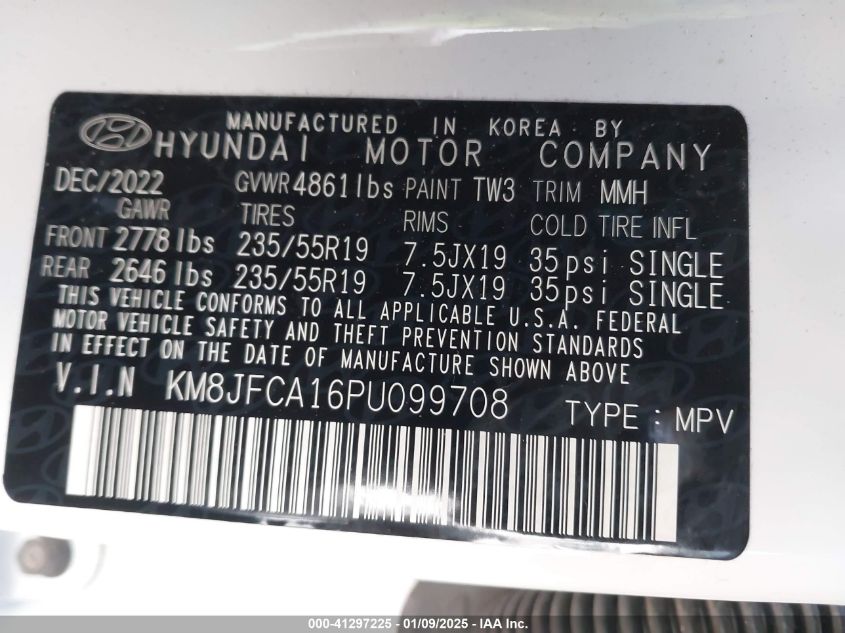 MANUFACTURED IN KOREA BY
HYUNDAI MOTOR COMPANY
DEC/2022 GVWR 4861 lbs PAINT TW3 TRIM MMH
GAWR TIRES RIMS COLD TIRE INFL
FRONT 2778 lbs 235/55R19 7.5JX19 35psi SINGLE
REAR 2646 lbs 235/55R19 7.5JX19 35psi SINGLE
THIS VEHICLE CONFORMS TO ALL APPLICABLE U.S.A. FEDERAL
MOTOR VEHICLE SAFETY AND THEFT PREVENTION STANDARDS
IN EFFECT ON THE DATE OF MANUFACTURE SHOWN ABOVE
V.I.N KM8JFCA16PU099708 TYPE : MPV
000-41297225 - 01/09/2025 - IAA Inc.